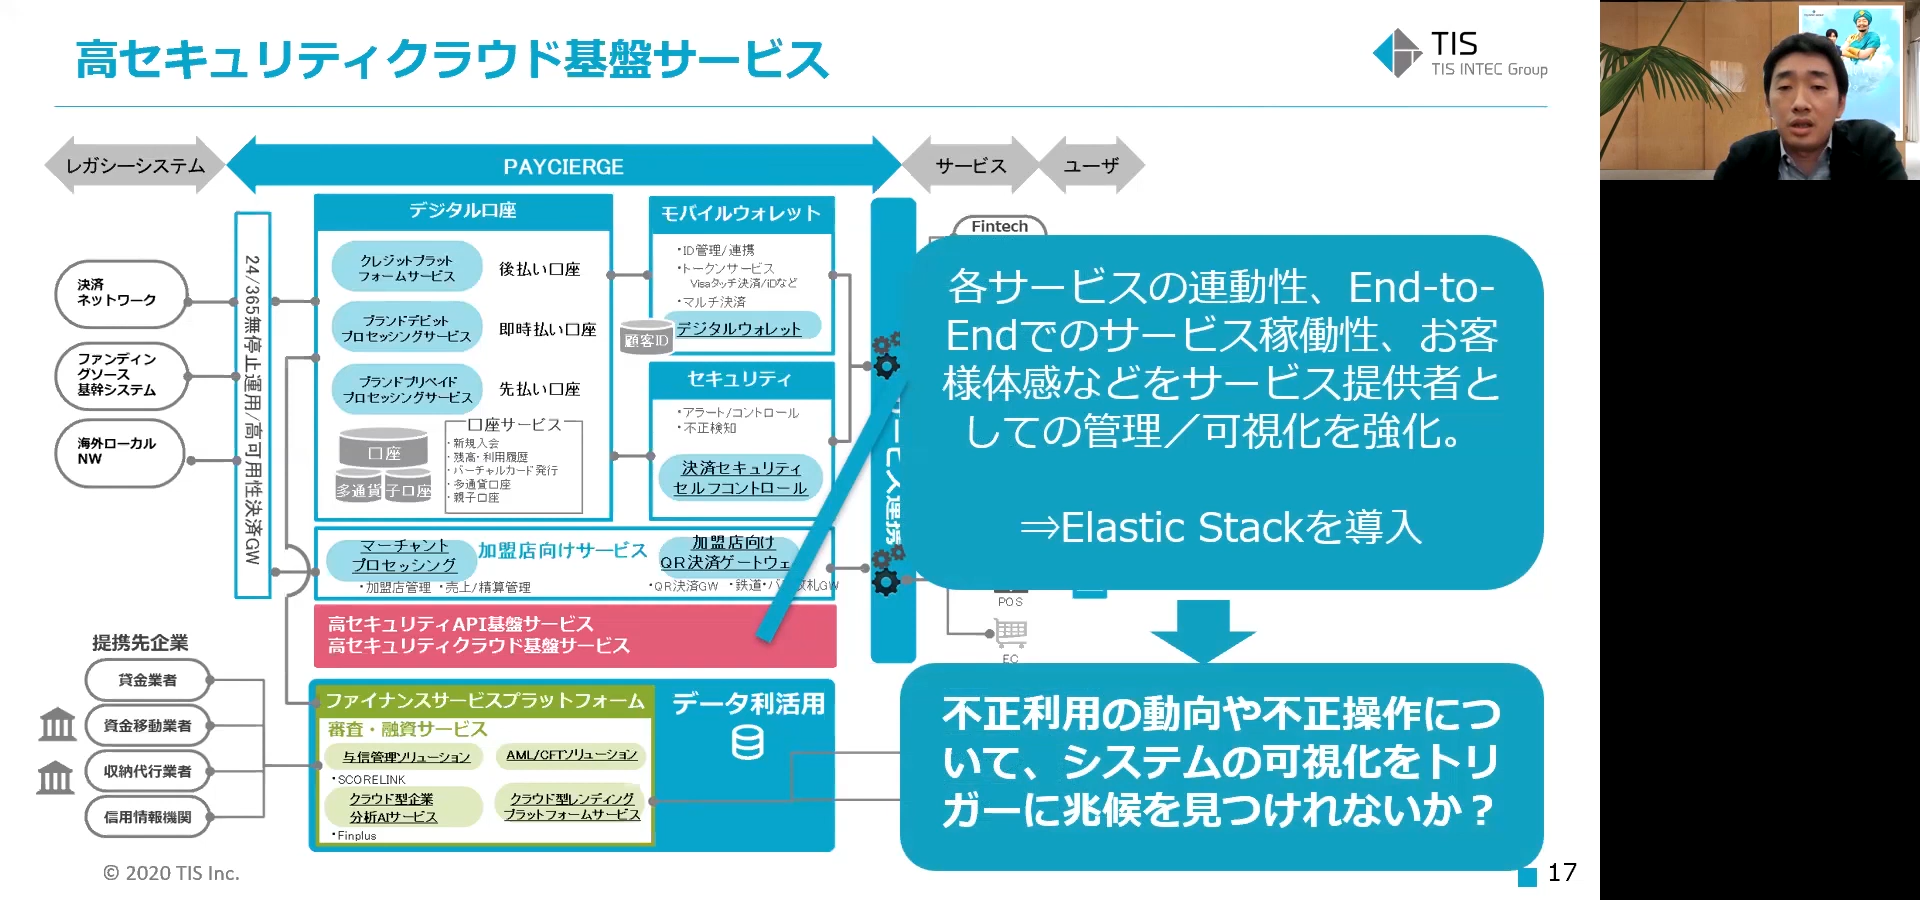 高セキュリティクラウド基盤サービス
TIS
TIS INTEC Group
レガシーシステム
PAYCIERGE
サービス
ユーザ
24/365無停止運用/高可用性決済GW
決済
ネットワーク
ファンディン
グソース
基幹システム
海外ローカル
NW
デジタル口座
クレジットプラット
フォームサービス
後払い口座
ブランドデビット
プロセッシングサービス
即時払い口座
ブランドプリペイド
プロセッシングサービス
先払い口座
口座
多通貨
子口座
口座サービス
・新規入会
・残高・利用履歴
・バーチャルカード発行
・多通貨口座
・親子口座
モバイルウォレット
・ID管理/連携
・トークンサービス
Visaタッチ決済/iDなど
・マルチ決済
デジタルウォレット
顧客ID
セキュリティ
・アラート/コントロール
・不正検知
決済セキュリティ
セルフコントロール
マーチャント
プロセッシング
加盟店向けサービス
加盟店向け
QR決済ゲートウェ
・加盟店管理 ・売上/精算管理
・QR決済GW ・鉄道・バ
改札GW
高セキュリティAPI基盤サービス
高セキュリティクラウド基盤サービス
ービス連携
Fintech
各サービスの連動性、End-to-
Endでのサービス稼働性、お客
様体感などをサービス提供者と
しての管理／可視化を強化。
⇒Elastic Stackを導入
POS
EC
提携先企業
貸金業者
資金移動業者
収納代行業者
信用情報機関
ファイナンスサービスプラットフォーム
審査・融資サービス
与信管理ソリューション
AML/CFTソリューション
・SCORELINK
クラウド型企業
分析AIサービス
クラウド型レンディング
プラットフォームサービス
・Finplus
データ利活用
不正利用の動向や不正操作につ
いて、システムの可視化をトリ
ガーに兆候を見つけれないか？
© 2020 TIS Inc.
17